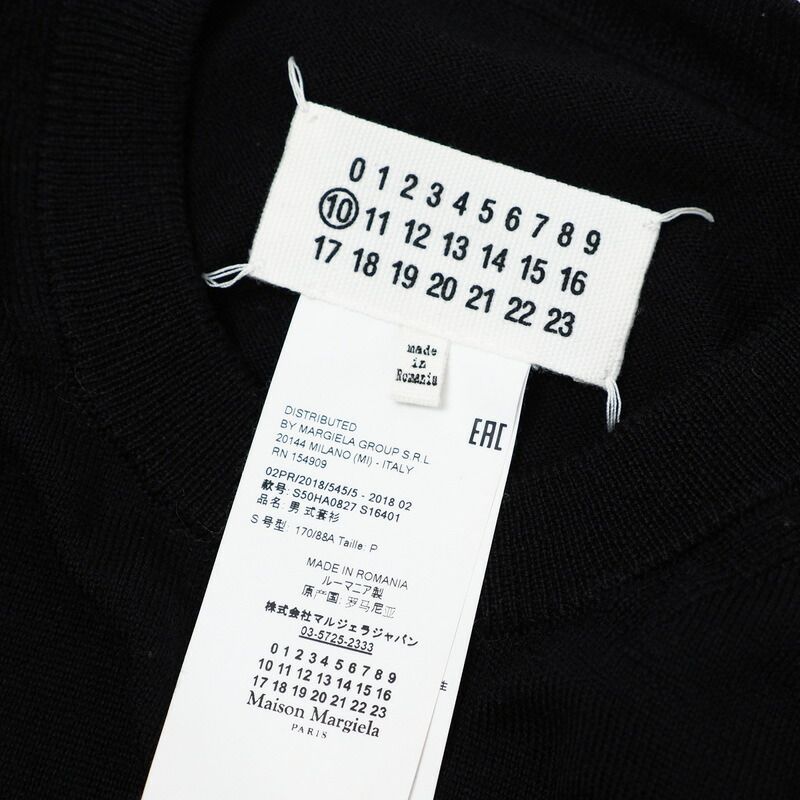 0 1 2 3 4 5 6 7 8 9
10 11 12 13 14 15 16
17 18 19 20 21 22 23
made
in
Romania
EAC
DISTRIBUTED
BY MARGIELA GROUP S.R.L
20144 MILANO (MI) - ITALY
RN 154909
02PR/2018/545/5 - 2018 02
款号: S50HA0827 S16401
品名: 男 式套衫
S 号型: 170/88A Taille: P
MADE IN ROMANIA
ルーマニア製
原产国: 罗马尼亚
株式会社マルジェラジャパン
03-5725-2333
0 1 2 3 4 5 6 7 8 9
10 11 12 13 14 15 16
17 18 19 20 21 22 23
Maison Margiela
PARIS